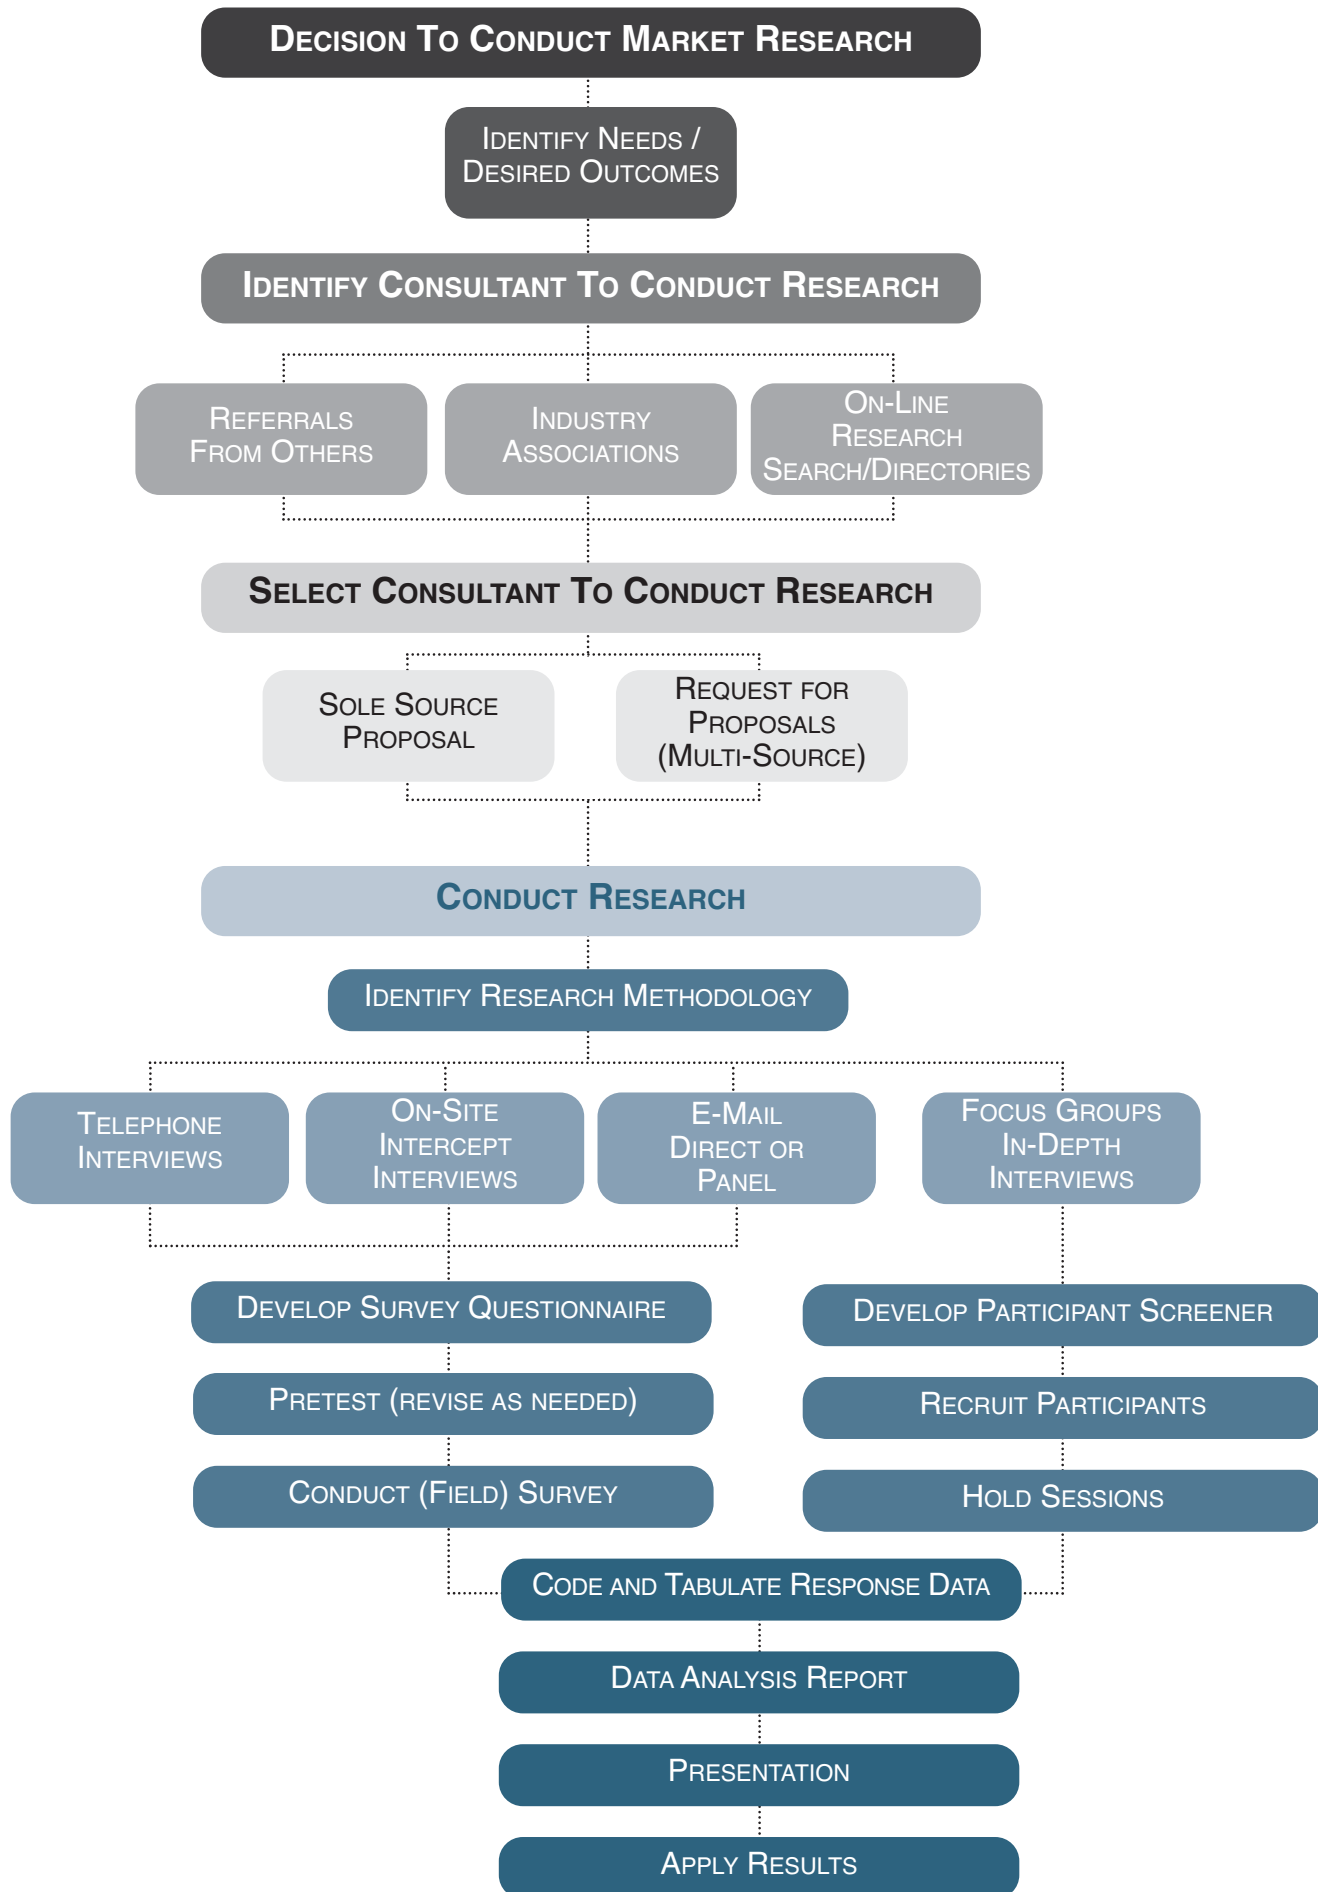 Decision To Conduct Market Research
Identify Needs /
Desired Outcomes
Identify Consultant To Conduct Research
Referrals
From Others
Industry
Associations
On-Line
Research
Search/Directories
Select Consultant To Conduct Research
Sole Source
Proposal
Request for
Proposals
(Multi-Source)
Conduct Research
Identify Research Methodology
Telephone
Interviews
On-Site
Intercept
Interviews
E-Mail
Direct or
Panel
Focus Groups
In-Depth
Interviews
Develop Survey Questionnaire
Pretest (revise as needed)
Conduct (Field) Survey
Develop Participant Screener
Recruit Participants
Hold Sessions
Code and Tabulate Response Data
Data Analysis Report
Presentation
Apply Results